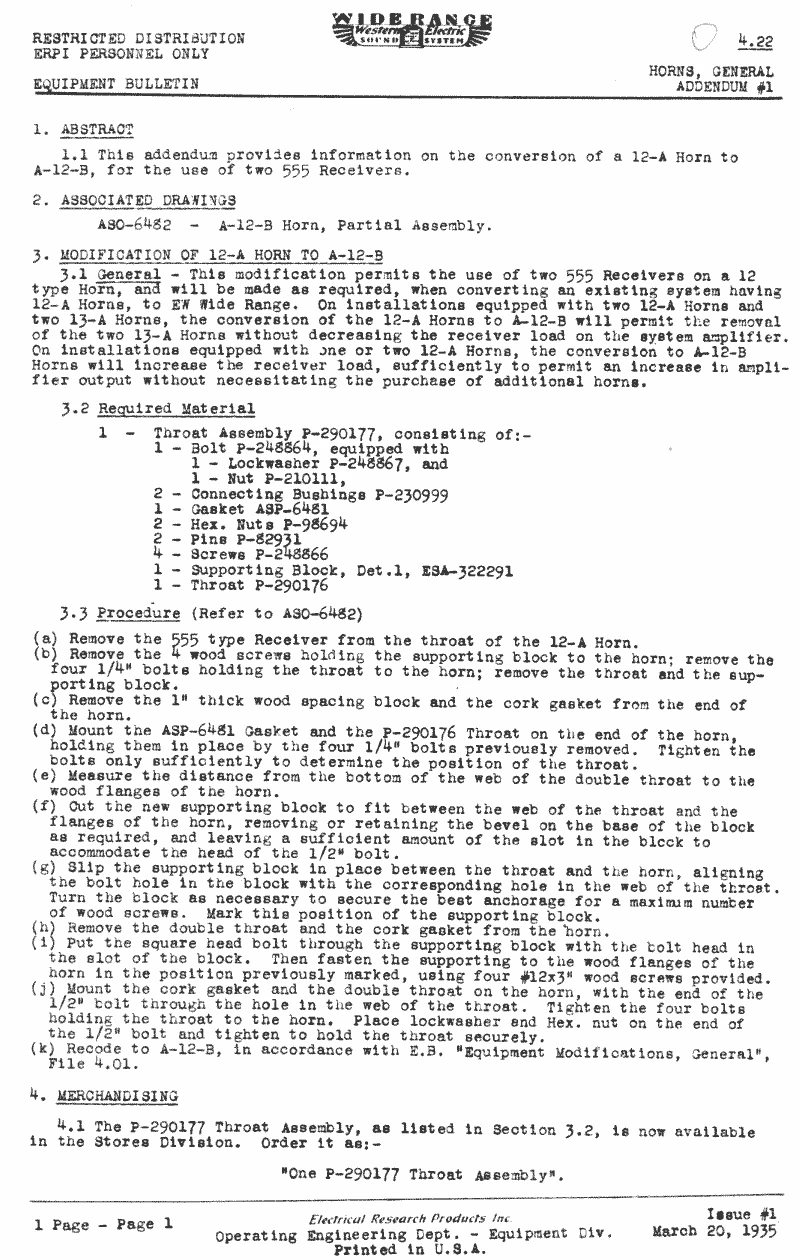 WIDE RANGE
Western Electric
SOUND SYSTEM
RESTRICTED DISTRIBUTION
ERPI PERSONNEL ONLY
4.22
HORNS, GENERAL
EQUIPMENT BULLETIN
ADDENDUM #1
1. ABSTRACT
1.1 This addendum provides information on the conversion of a 12-A Horn to
A-12-B, for the use of two 555 Receivers.
2. ASSOCIATED DRAWINGS
ASO-6482 - A-12-B Horn, Partial Assembly.
3. MODIFICATION OF 12-A HORN TO A-12-B
3.1 General - This modification permits the use of two 555 Receivers on a 12
type Horn, and will be made as required, when converting an existing system having
12-A Horns, to EW Wide Range. On installations equipped with two 12-A Horns and
two 13-A Horns, the conversion of the 12-A Horns to A-12-B will permit the removal
of the two 13-A Horns without decreasing the receiver load on the system amplifier.
On installations equipped with one or two 12-A Horns, the conversion to A-12-B
Horns will increase the receiver load, sufficiently to permit an increase in ampli-
fier output without necessitating the purchase of additional horns.
3.2 Required Material
1 - Throat Assembly P-290177, consisting of:-
1 - Bolt P-248864, equipped with
1 - Lockwasher P-248867, and
1 - Nut P-210111,
2 - Connecting Bushings P-230999
1 - Gasket ASP-6481
2 - Hex. Nuts P-98694
2 - Pins P-82931
4 - Screws P-248866
1 - Supporting Block, Det.1, ESA-322291
1 - Throat P-290176
3.3 Procedure (Refer to ASO-6482)
(a) Remove the 555 type Receiver from the throat of the 12-A Horn.
(b) Remove the 4 wood screws holding the supporting block to the horn; remove the
four 1/4" bolts holding the throat to the horn; remove the throat and the sup-
porting block.
(c) Remove the 1" thick wood spacing block and the cork gasket from the end of
the horn.
(d) Mount the ASP-6481 Gasket and the P-290176 Throat on the end of the horn,
holding them in place by the four 1/4" bolts previously removed. Tighten the
bolts only sufficiently to determine the position of the throat.
(e) Measure the distance from the bottom of the web of the double throat to the
wood flanges of the horn.
(f) Cut the new supporting block to fit between the web of the throat and the
flanges of the horn, removing or retaining the bevel on the base of the block
as required, and leaving a sufficient amount of the slot in the block to
accommodate the head of the 1/2" bolt.
(g) Slip the supporting block in place between the throat and the horn, aligning
the bolt hole in the block with the corresponding hole in the web of the throat.
Turn the block as necessary to secure the best anchorage for a maximum number
of wood screws. Mark this position of the supporting block.
(h) Remove the double throat and the cork gasket from the horn.
(i) Put the square head bolt through the supporting block with the bolt head in
the slot of the block. Then fasten the supporting to the wood flanges of the
horn in the position previously marked, using four #12x3" wood screws provided.
(j) Mount the cork gasket and the double throat on the horn, with the end of the
1/2" bolt through the hole in the web of the throat. Tighten the four bolts
holding the throat to the horn. Place lockwasher and Hex. nut on the end of
the 1/2" bolt and tighten to hold the throat securely.
(k) Recode to A-12-B, in accordance with E.B. "Equipment Modifications, General",
File 4.01.
4. MERCHANDISING
4.1 The P-290177 Throat Assembly, as listed in Section 3.2, is now available
in the Stores Division. Order it as:-
"One P-290177 Throat Assembly".
1 Page - Page 1
Electrical Research Products Inc.
Operating Engineering Dept. - Equipment Div.
Printed in U.S.A.
Issue #1
March 20, 1935